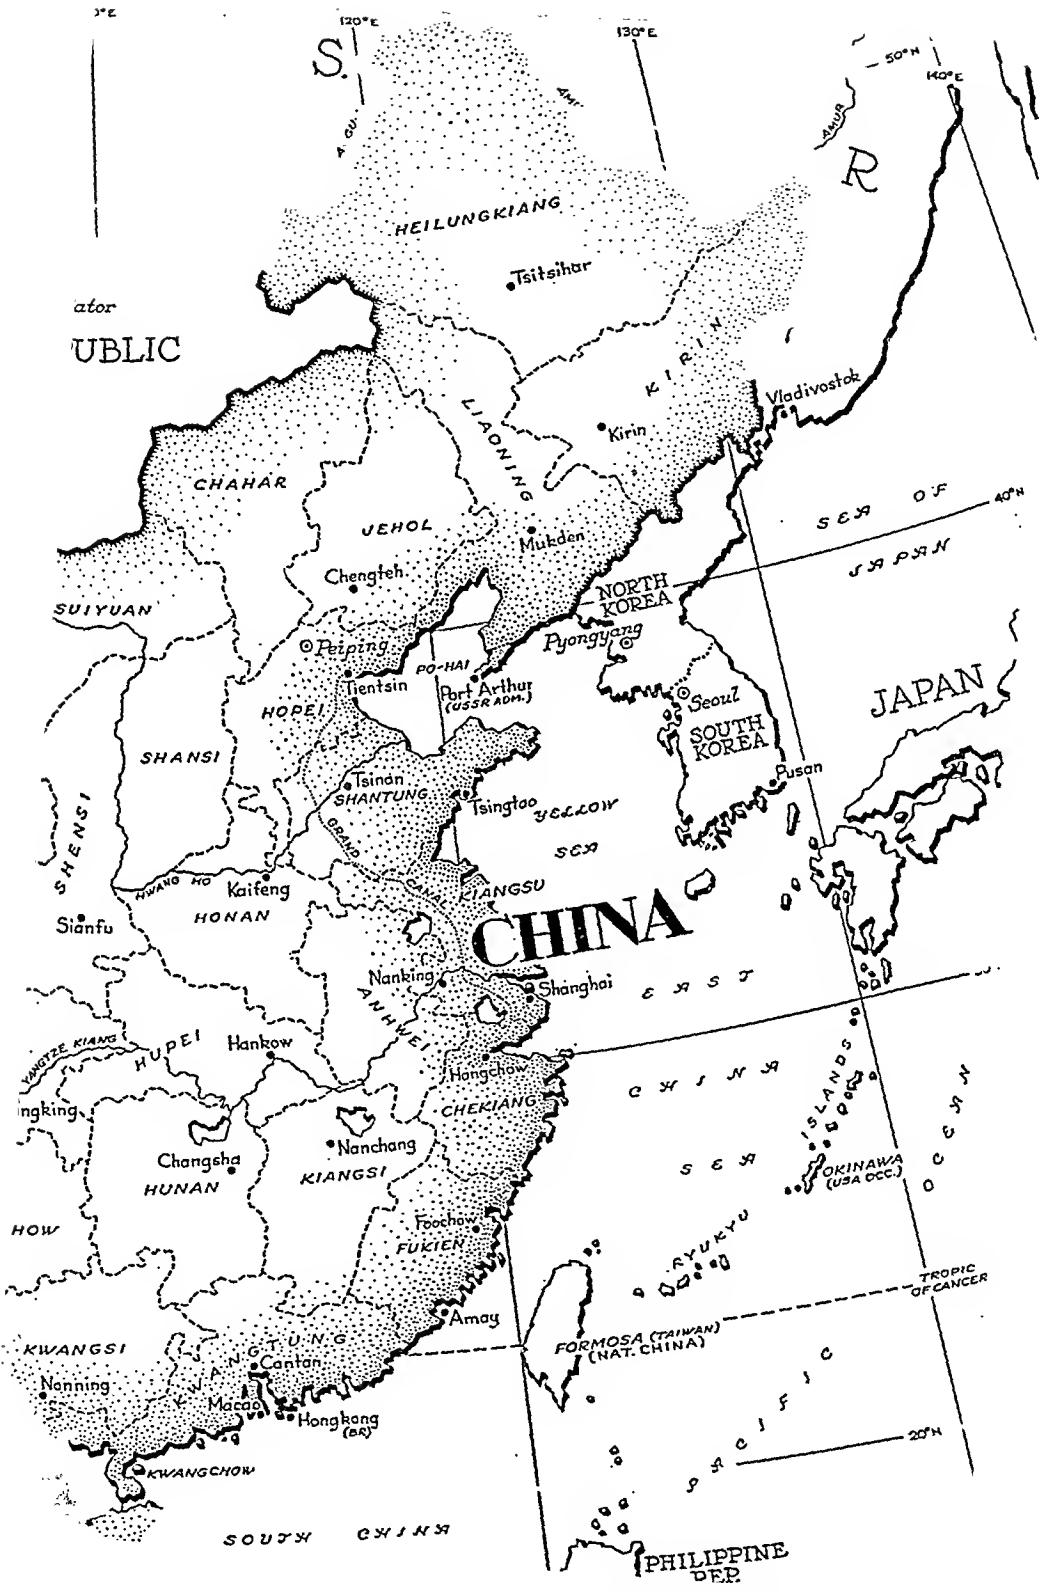 120°E
130°E
S.
50°N
140°E
AMUR
R
HEILUNGKIANG
Tsitsihar
ator
UBLIC
KIRIN
Vladivostok
LIAONING
Kirin
CHAHAR
SEA OF
40°N
JEHOL
Mukden
JAPAN
Chengteh
NORTH
KOREA
SUIYUAN
Peiping
Pyongyang
PO-HAI
Tientsin
Port Arthur
(USSR ADM.)
Seoul
JAPAN
HOPEI
SOUTH
KOREA
SHANSI
Pusan
Tsinan
SHANTUNG
Tsingtao
YELLOW
SEA
SHENSI
GRAND
CANAL
HWANG HO
Kaifeng
KIANGSU
HONAN
Sianfu
CHINA
Nanking
Shanghai
EAST
ANHWEI
YANGTZE KIANG
HUPEI
Hankow
Hangchow
CHINA
ISLANDS
OCEAN
ngking
CHEKIANG
Nanchang
Changsha
KIANGSI
SEA
OKINAWA
(USA OCC.)
HUNAN
HOW
Foochow
FUKIEN
RYUKYU
TROPIC
OF CANCER
Amoy
KWANGSI
KWANGTUNG
FORMOSA (TAIWAN)
(NAT. CHINA)
Canton
Nanning
Macao
Hongkong
(BR)
PACIFIC
20°N
KWANGCHOW
SOUTH CHINA
PHILIPPINE
REP.